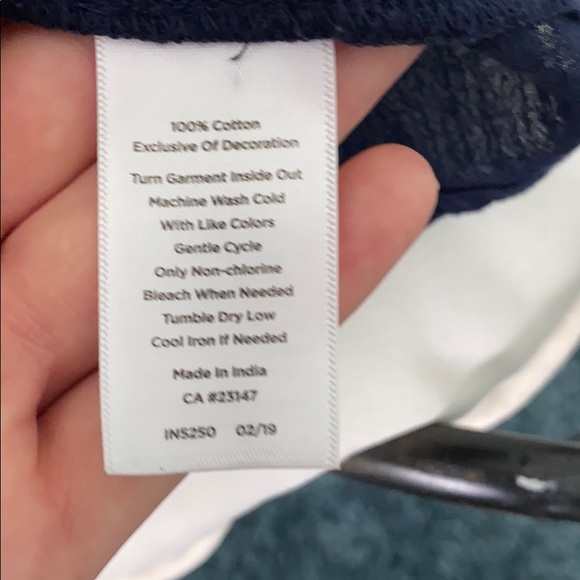 100% Cotton
Exclusive Of Decoration
Turn Garment Inside Out
Machine Wash Cold
With Like Colors
Gentle Cycle
Only Non-chlorine
Bleach When Needed
Tumble Dry Low
Cool Iron If Needed
Made In India
CA #23147
IN5250 02/19